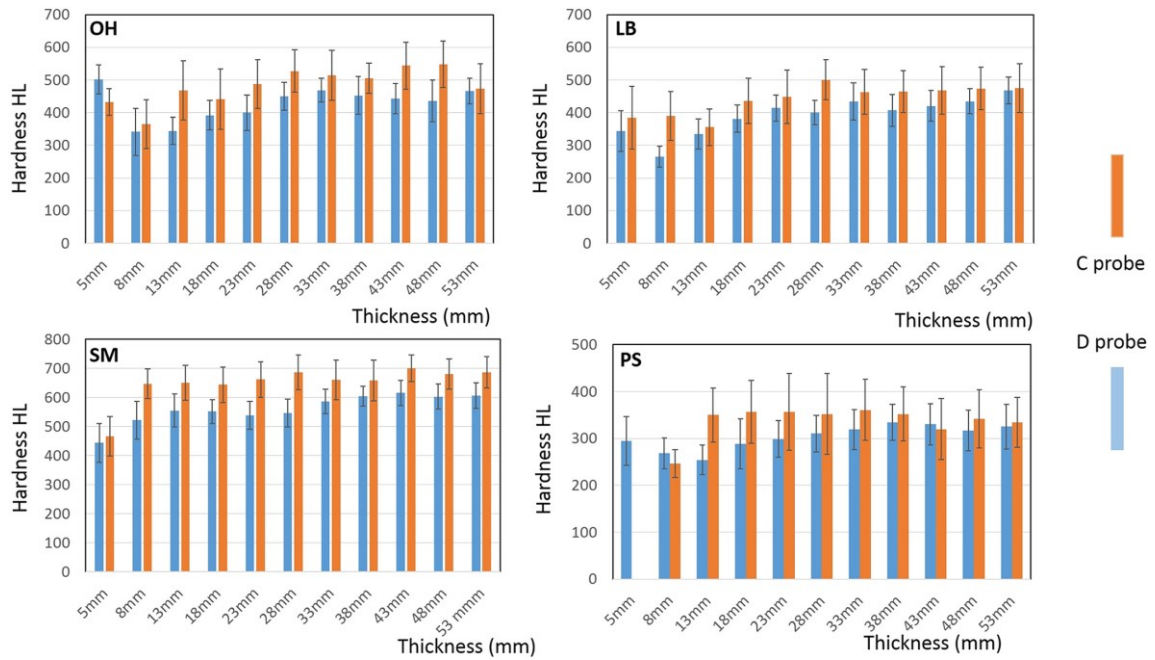 OH
Hardness HL
700
600
500
400
300
200
100
0
5mm
8mm
13mm
18mm
23mm
28mm
33mm
38mm
43mm
48mm
53mm
Thickness (mm)
LB
Hardness HL
700
600
500
400
300
200
100
0
5mm
8mm
13mm
18mm
23mm
28mm
33mm
38mm
43mm
48mm
53mm
Thickness (mm)
C probe
D probe
SM
Hardness HL
800
700
600
500
400
300
200
100
0
5mm
8mm
13mm
18mm
23mm
28mm
33mm
38mm
43mm
48mm
53 mmm
Thickness (mm)
PS
Hardness HL
500
400
300
200
100
0
5mm
8mm
13mm
18mm
23mm
28mm
33mm
38mm
43mm
48mm
53mm
Thickness (mm)